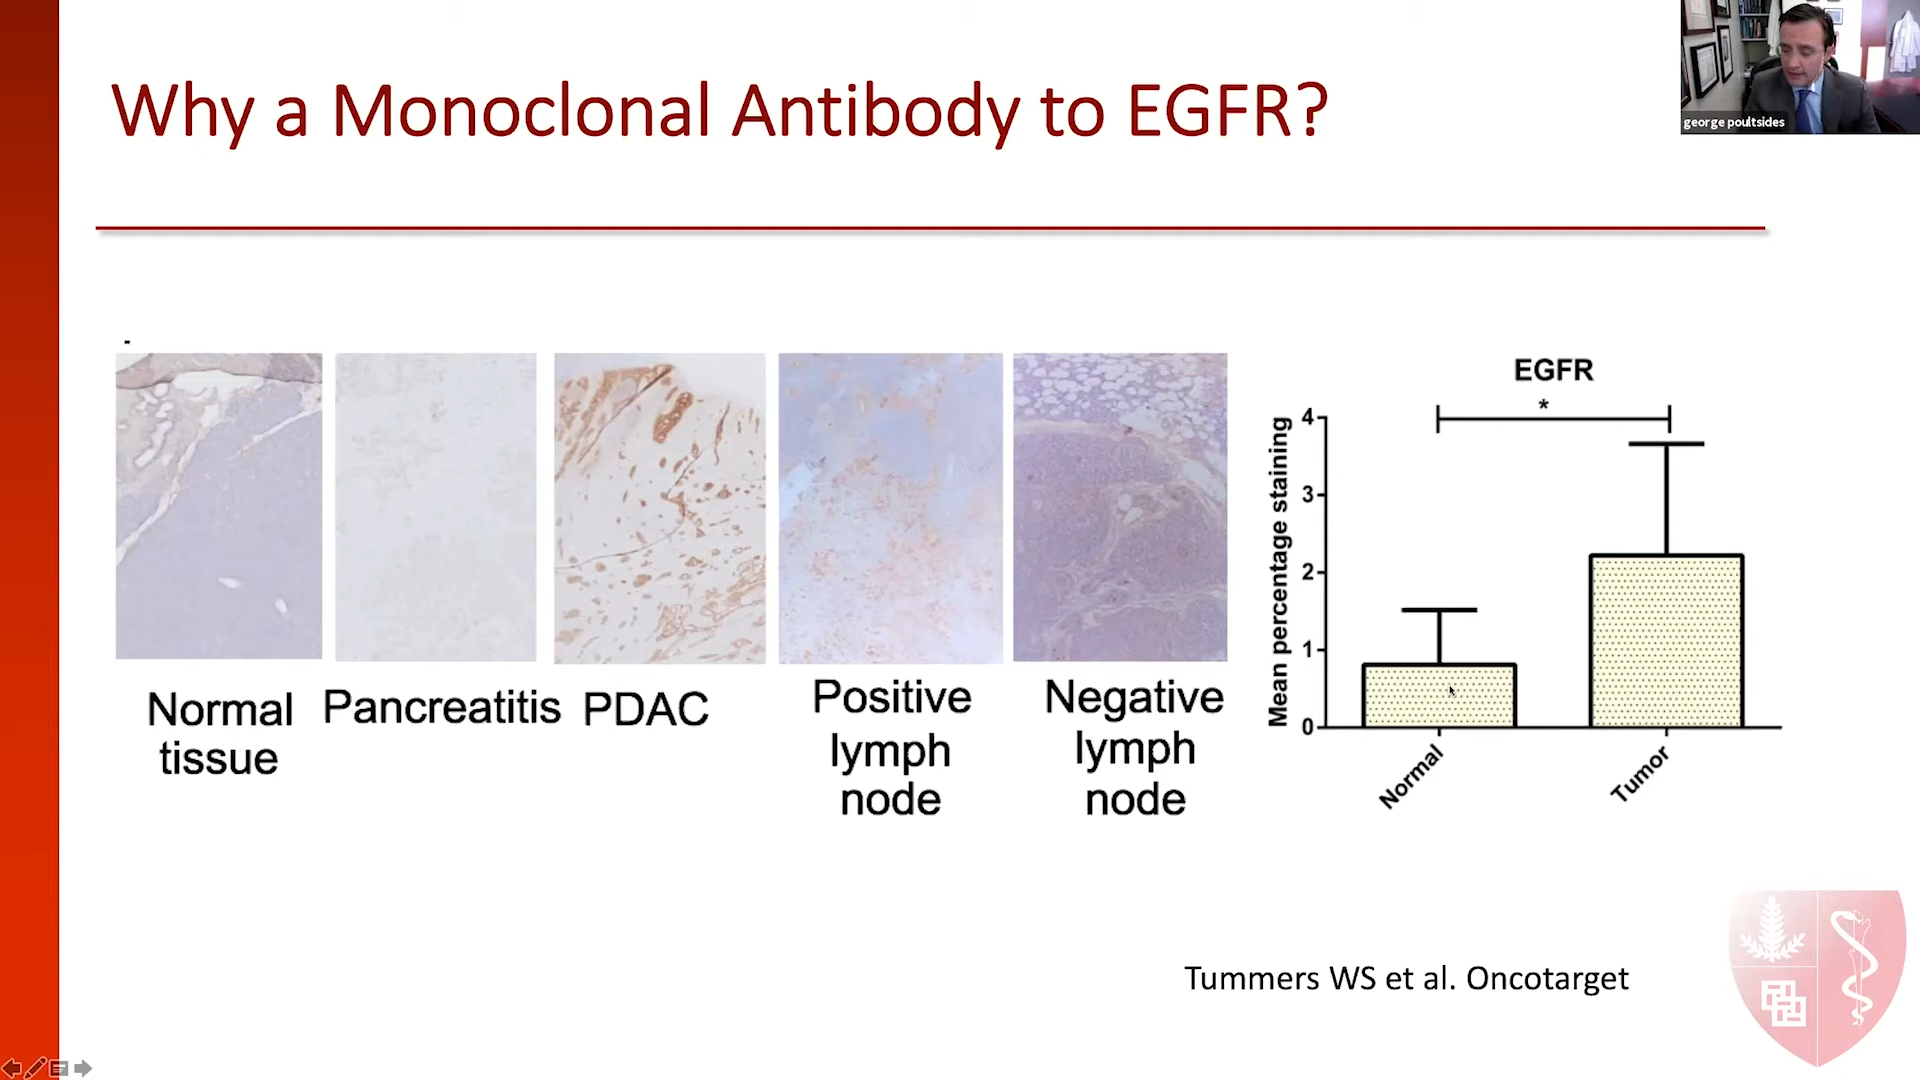 Why a Monoclonal Antibody to EGFR?
george poultsides
Normal
tissue
Pancreatitis
PDAC
Positive
lymph
node
Negative
lymph
node
EGFR
*
Mean percentage staining
4
3
2
1
0
Normal
Tumor
Tummers WS et al. Oncotarget